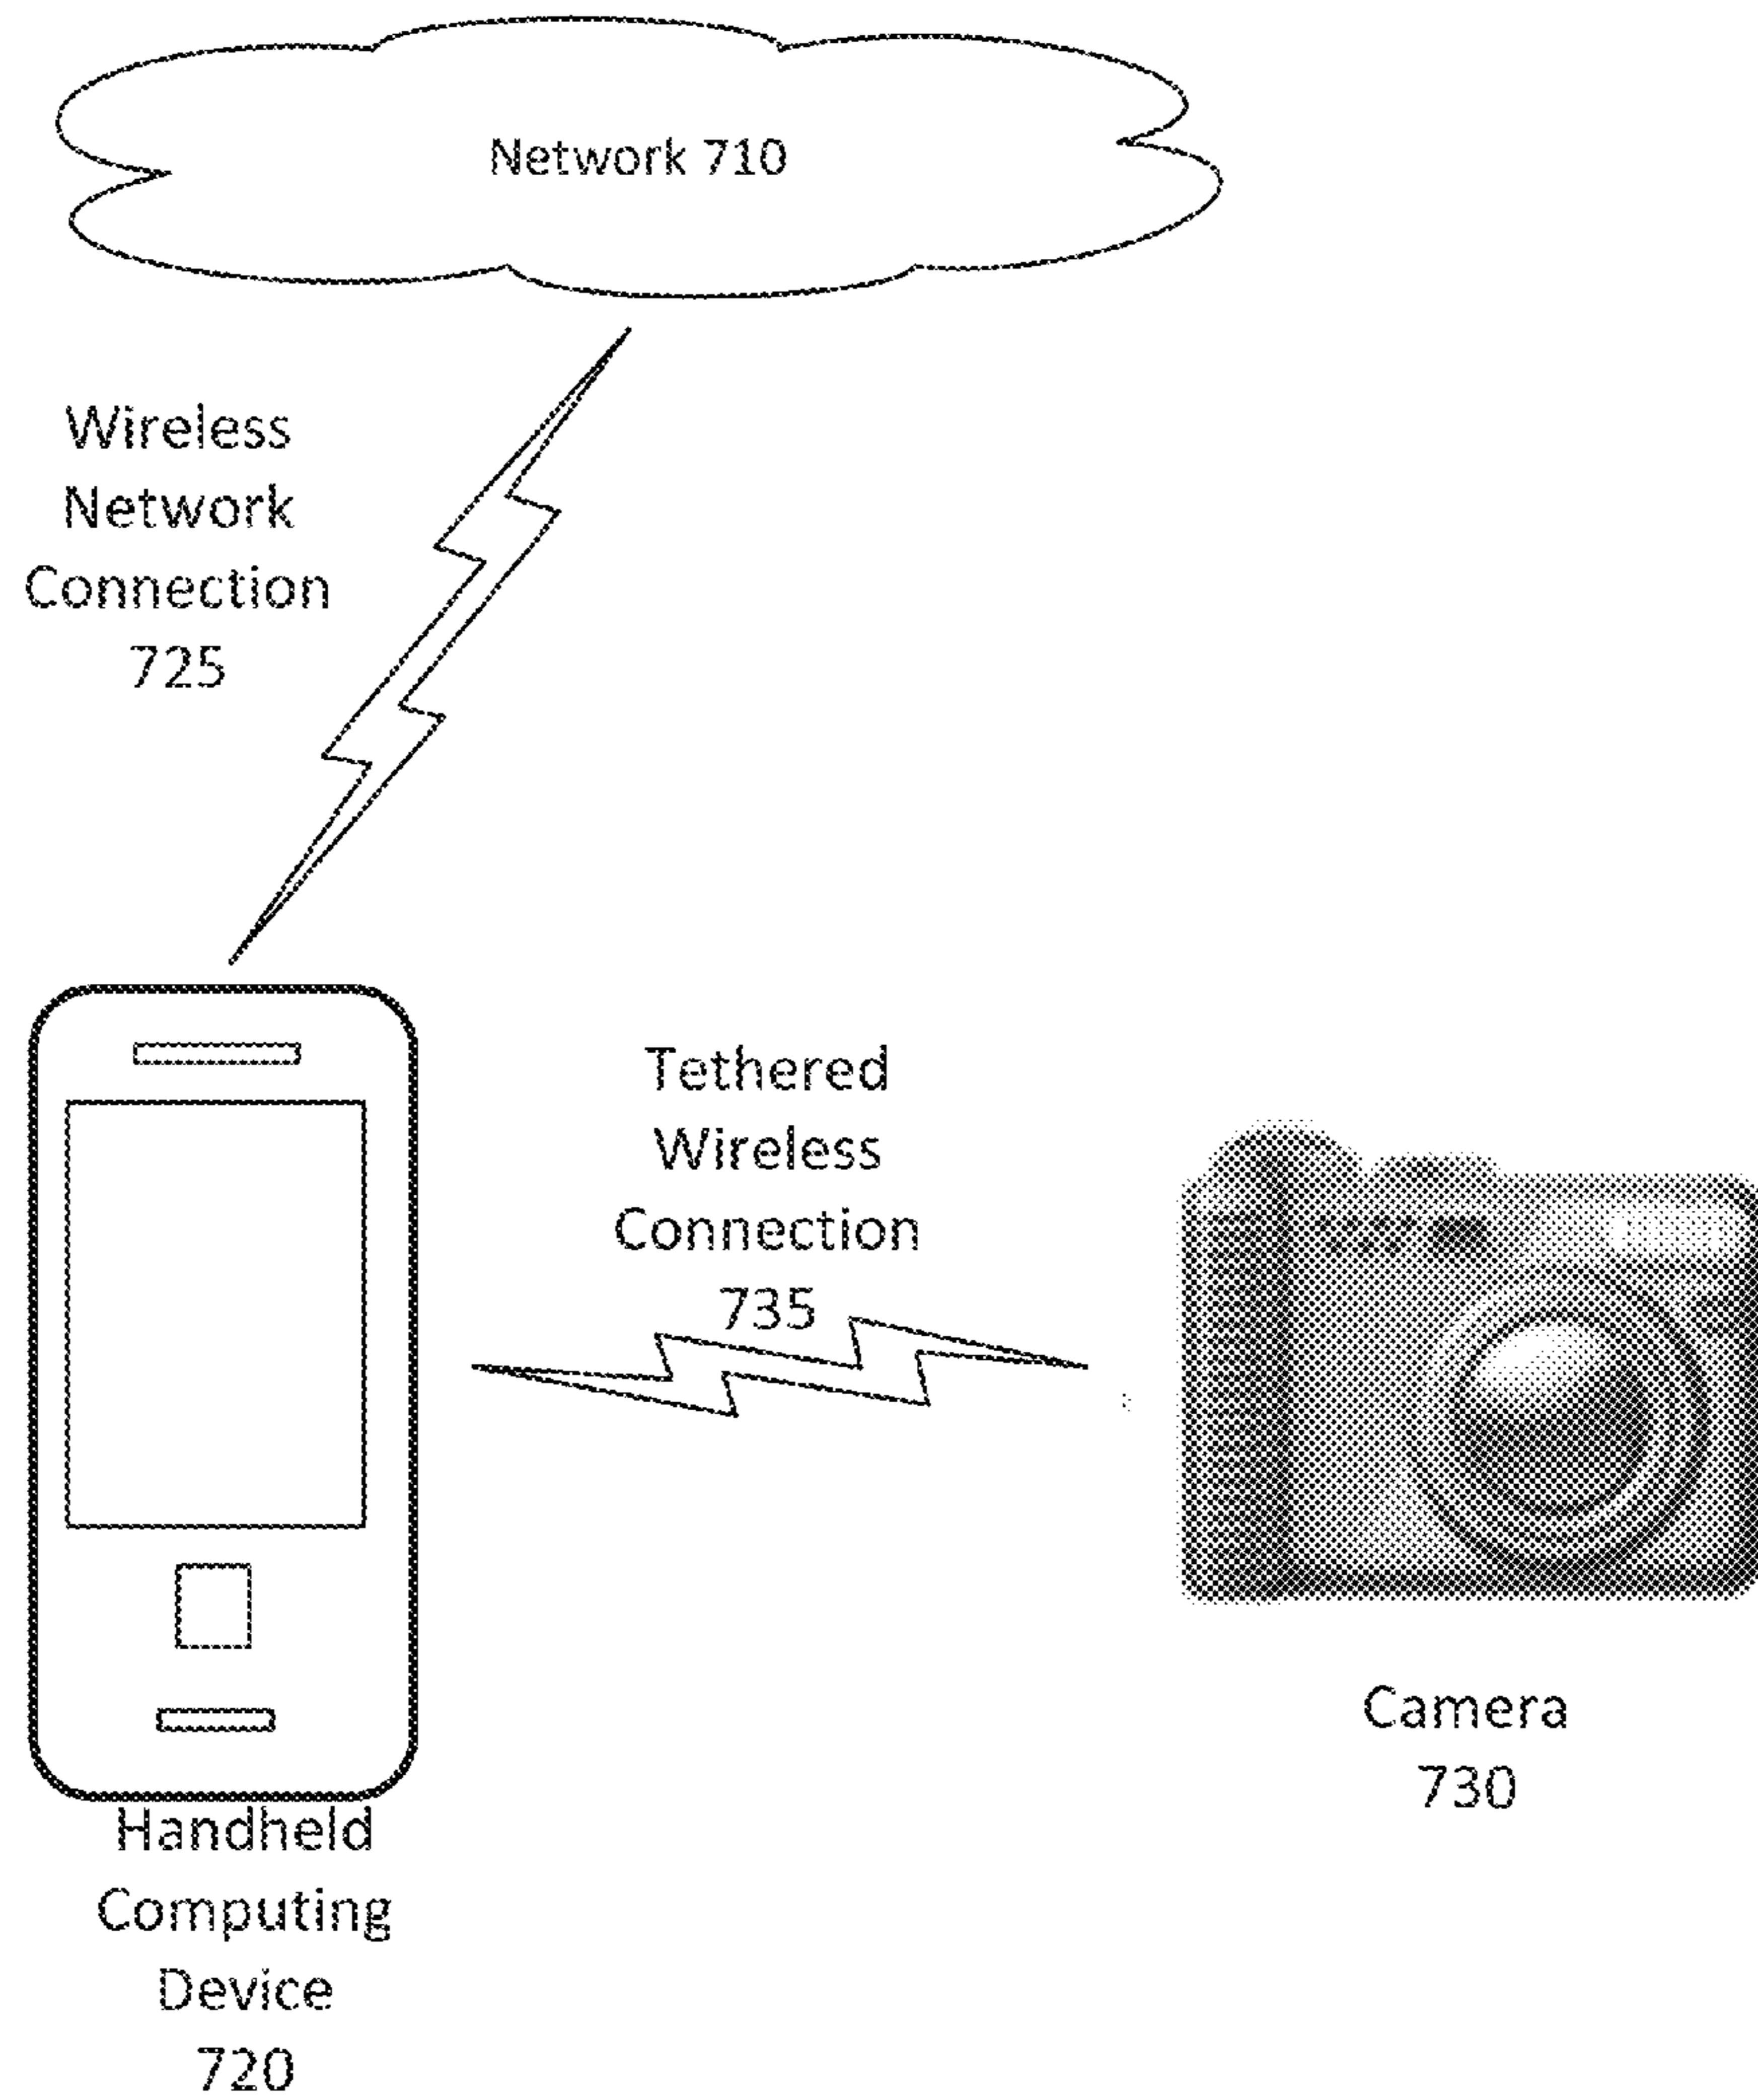 Network 710
Wireless
Network
Connection
725
Tethered
Wireless
Connection
735
Camera
730
Handheld
Computing
Device
720